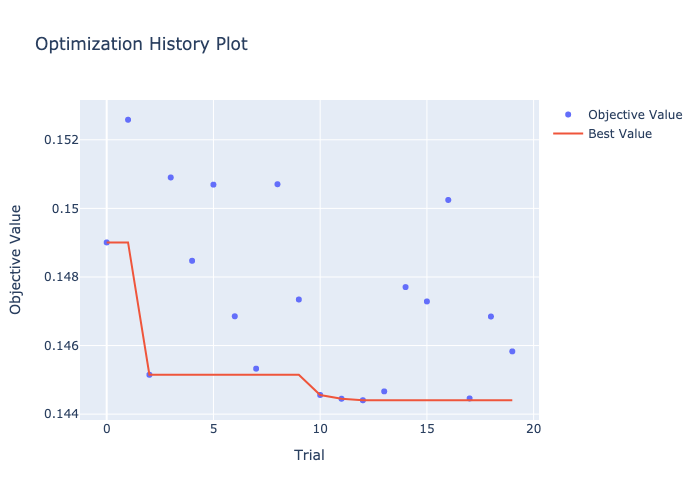 Optimization History Plot
Objective Value
Best Value
0.152
0.15
0.148
0.146
0.144
Objective Value
0
5
10
15
20
Trial